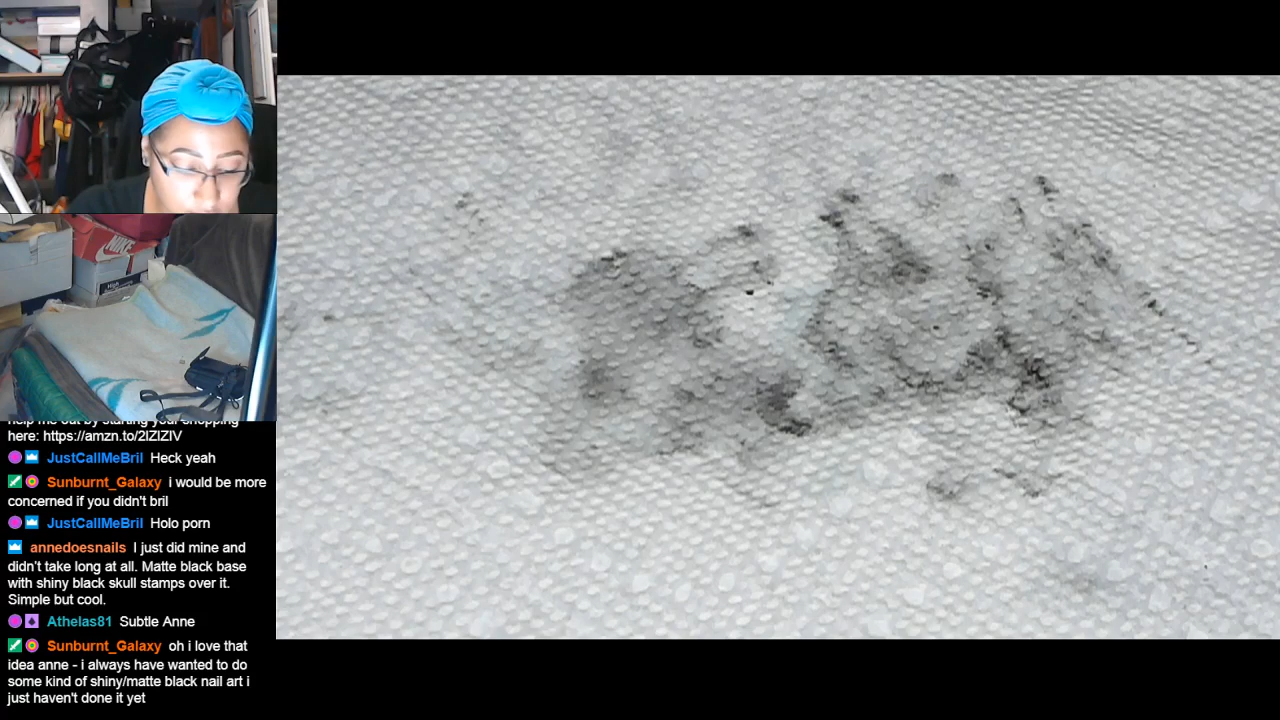 NIKE
help me out by starting your shopping
here: https://amzn.to/2IZIZIV
JustCallMeBril Heck yeah
Sunburnt_Galaxy i would be more
concerned if you didn't bril
JustCallMeBril Holo porn
annedoesnails I just did mine and
didn't take long at all. Matte black base
with shiny black skull stamps over it.
Simple but cool.
Athelas81 Subtle Anne
Sunburnt_Galaxy oh i love that
idea anne - i always have wanted to do
some kind of shiny/matte black nail art i
just haven't done it yet